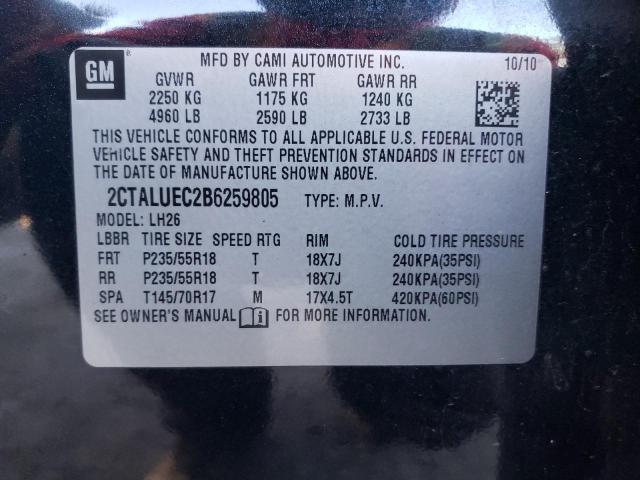 GM
MFD BY CAMI AUTOMOTIVE INC. 10/10
GVWR GAWR FRT GAWR RR
2250 KG 1175 KG 1240 KG
4960 LB 2590 LB 2733 LB
THIS VEHICLE CONFORMS TO ALL APPLICABLE U.S. FEDERAL MOTOR
VEHICLE SAFETY AND THEFT PREVENTION STANDARDS IN EFFECT ON
THE DATE OF MANUFACTURE SHOWN ABOVE.
2CTALUEC2B6259805 TYPE: M.P.V.
MODEL: LH26
LBBR TIRE SIZE SPEED RTG RIM COLD TIRE PRESSURE
FRT P235/55R18 T 18X7J 240KPA(35PSI)
RR P235/55R18 T 18X7J 240KPA(35PSI)
SPA T145/70R17 M 17X4.5T 420KPA(60PSI)
SEE OWNER'S MANUAL FOR MORE INFORMATION.